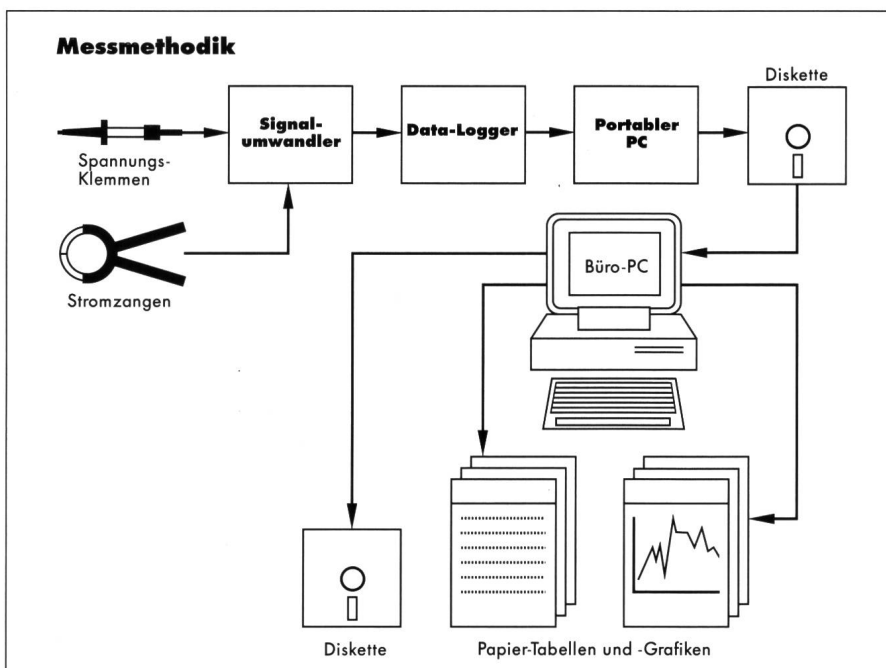 Messmethodik
Diskette
Signal-
umwandler
Data-Logger
Portabler
PC
Spannungs-
Klemmen
Büro-PC
Stromzangen
Diskette
Papier-Tabellen und -Grafiken